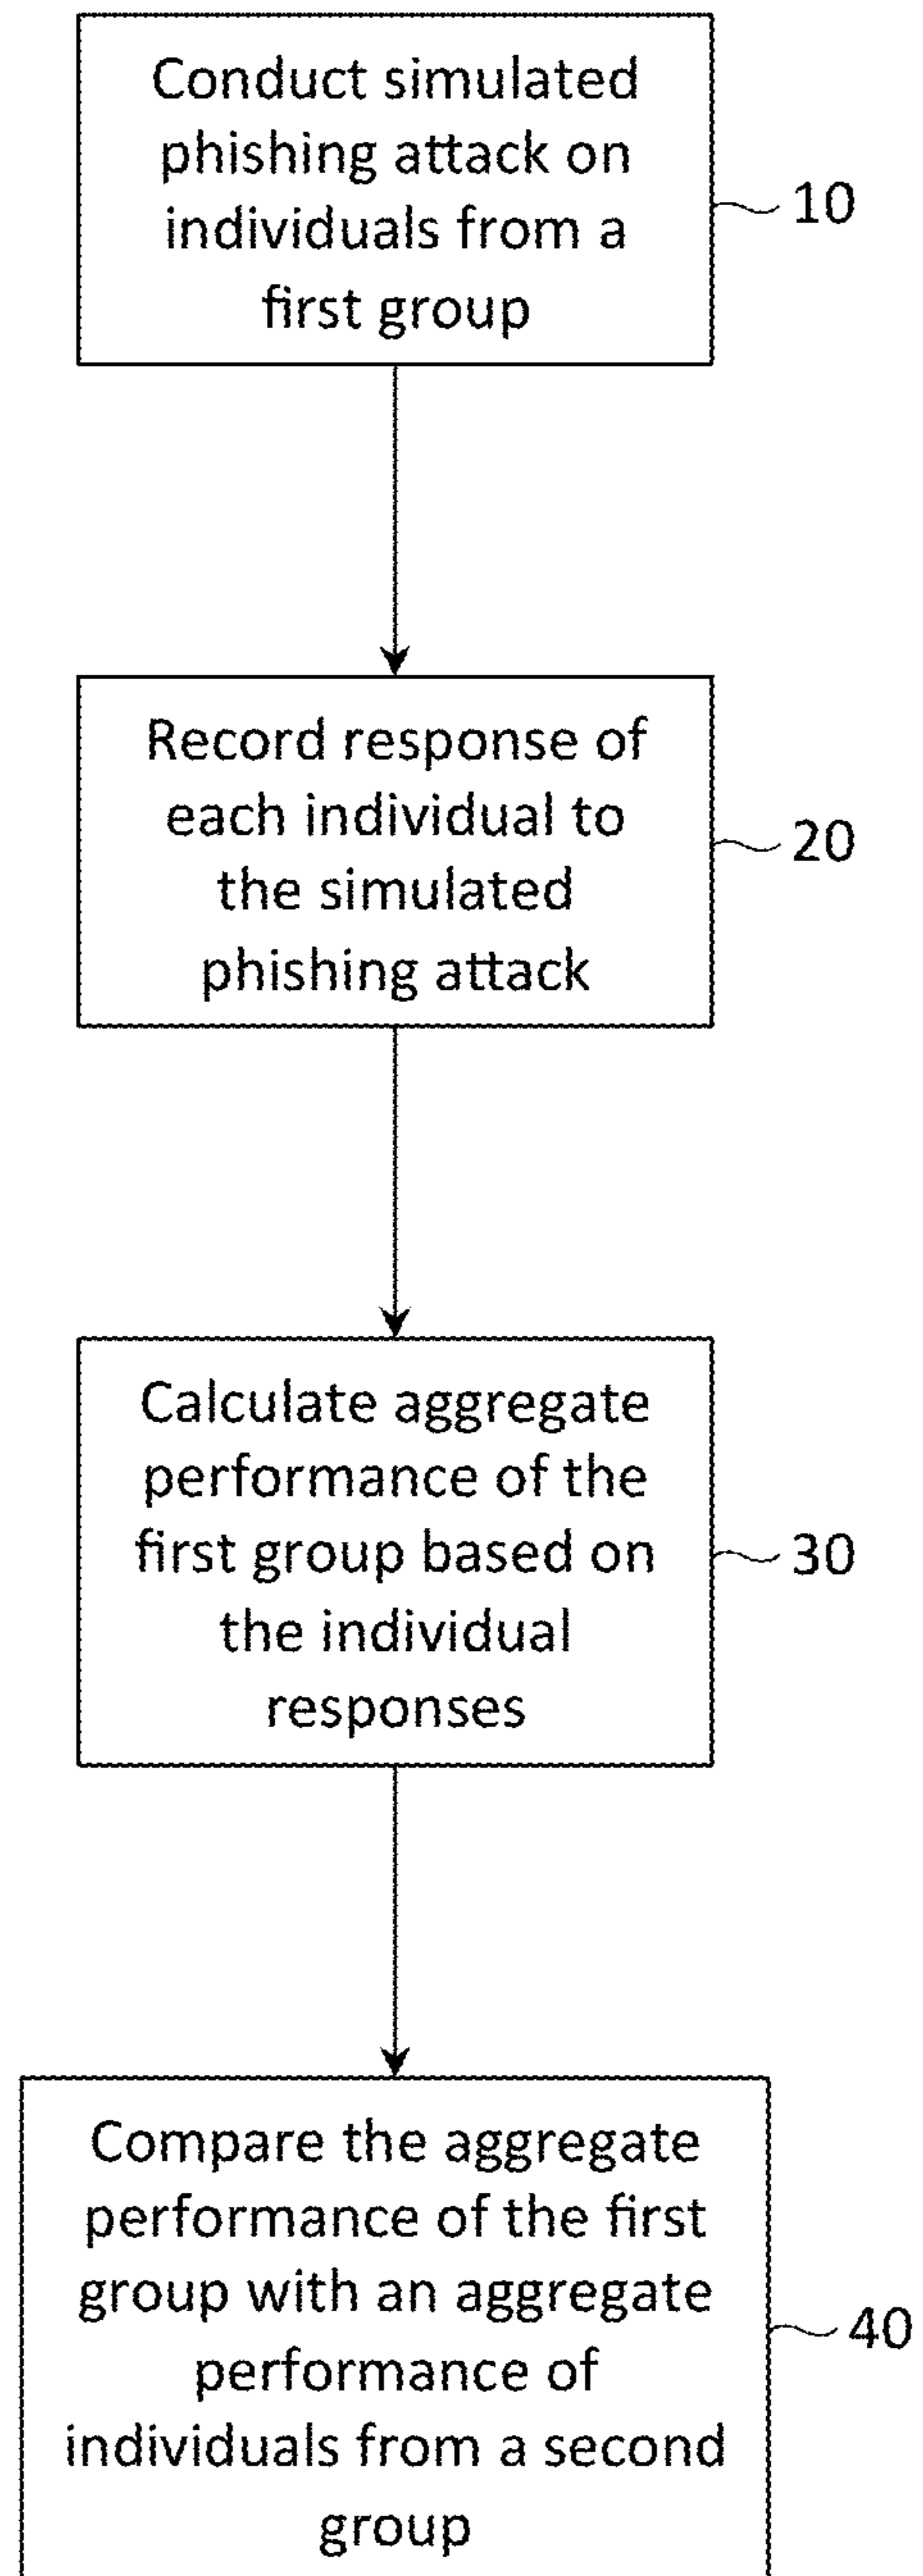 Conduct simulated
phishing attack on
individuals from a
first group
10
Record response of
each individual to
the simulated
phishing attack
20
Calculate aggregate
performance of the
first group based on
the individual
responses
30
Compare the aggregate
performance of the first
group with an aggregate
performance of
individuals from a second
group
40